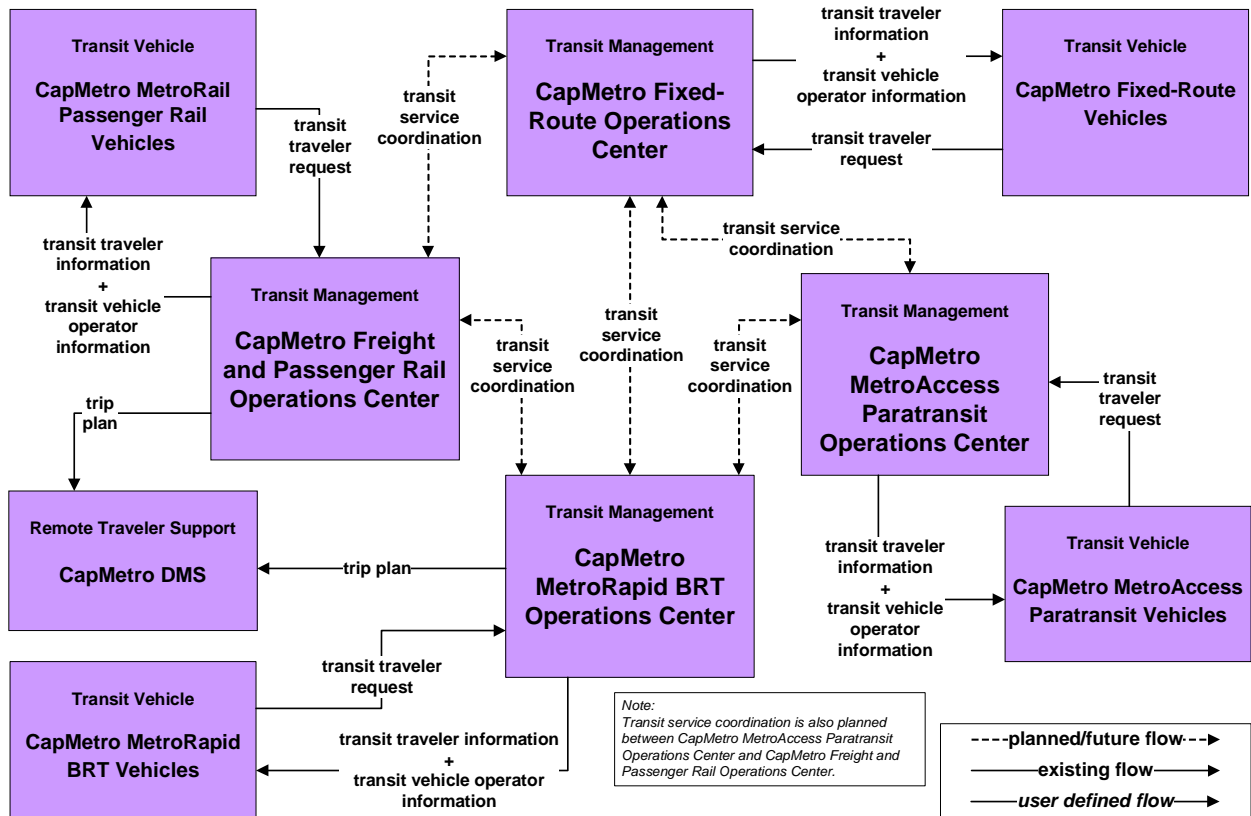 Transit Vehicle
CapMetro MetroRail
Passenger Rail
Vehicles
transit
traveler
request
transit
service
coordination
Transit Management
CapMetro Fixed-
Route Operations
Center
transit traveler
information
+
transit vehicle
operator information
transit traveler
request
Transit Vehicle
CapMetro Fixed-Route
Vehicles
transit traveler
information
+
transit vehicle
operator
information
Transit Management
CapMetro Freight
and Passenger Rail
Operations Center
transit
service
coordination
transit
service
coordination
transit
service
coordination
transit service
coordination
Transit Management
CapMetro
MetroAccess
Paratransit
Operations Center
transit
traveler
request
trip
plan
Remote Traveler Support
CapMetro DMS
trip plan
Transit Management
CapMetro
MetroRapid BRT
Operations Center
transit traveler
information
+
transit vehicle
operator
information
Transit Vehicle
CapMetro MetroAccess
Paratransit Vehicles
Transit Vehicle
CapMetro MetroRapid
BRT Vehicles
transit traveler
request
transit traveler information
+
transit vehicle operator
information
Note:
Transit service coordination is also planned
between CapMetro MetroAccess Paratransit
Operations Center and CapMetro Freight and
Passenger Rail Operations Center.
planned/future flow
existing flow
user defined flow